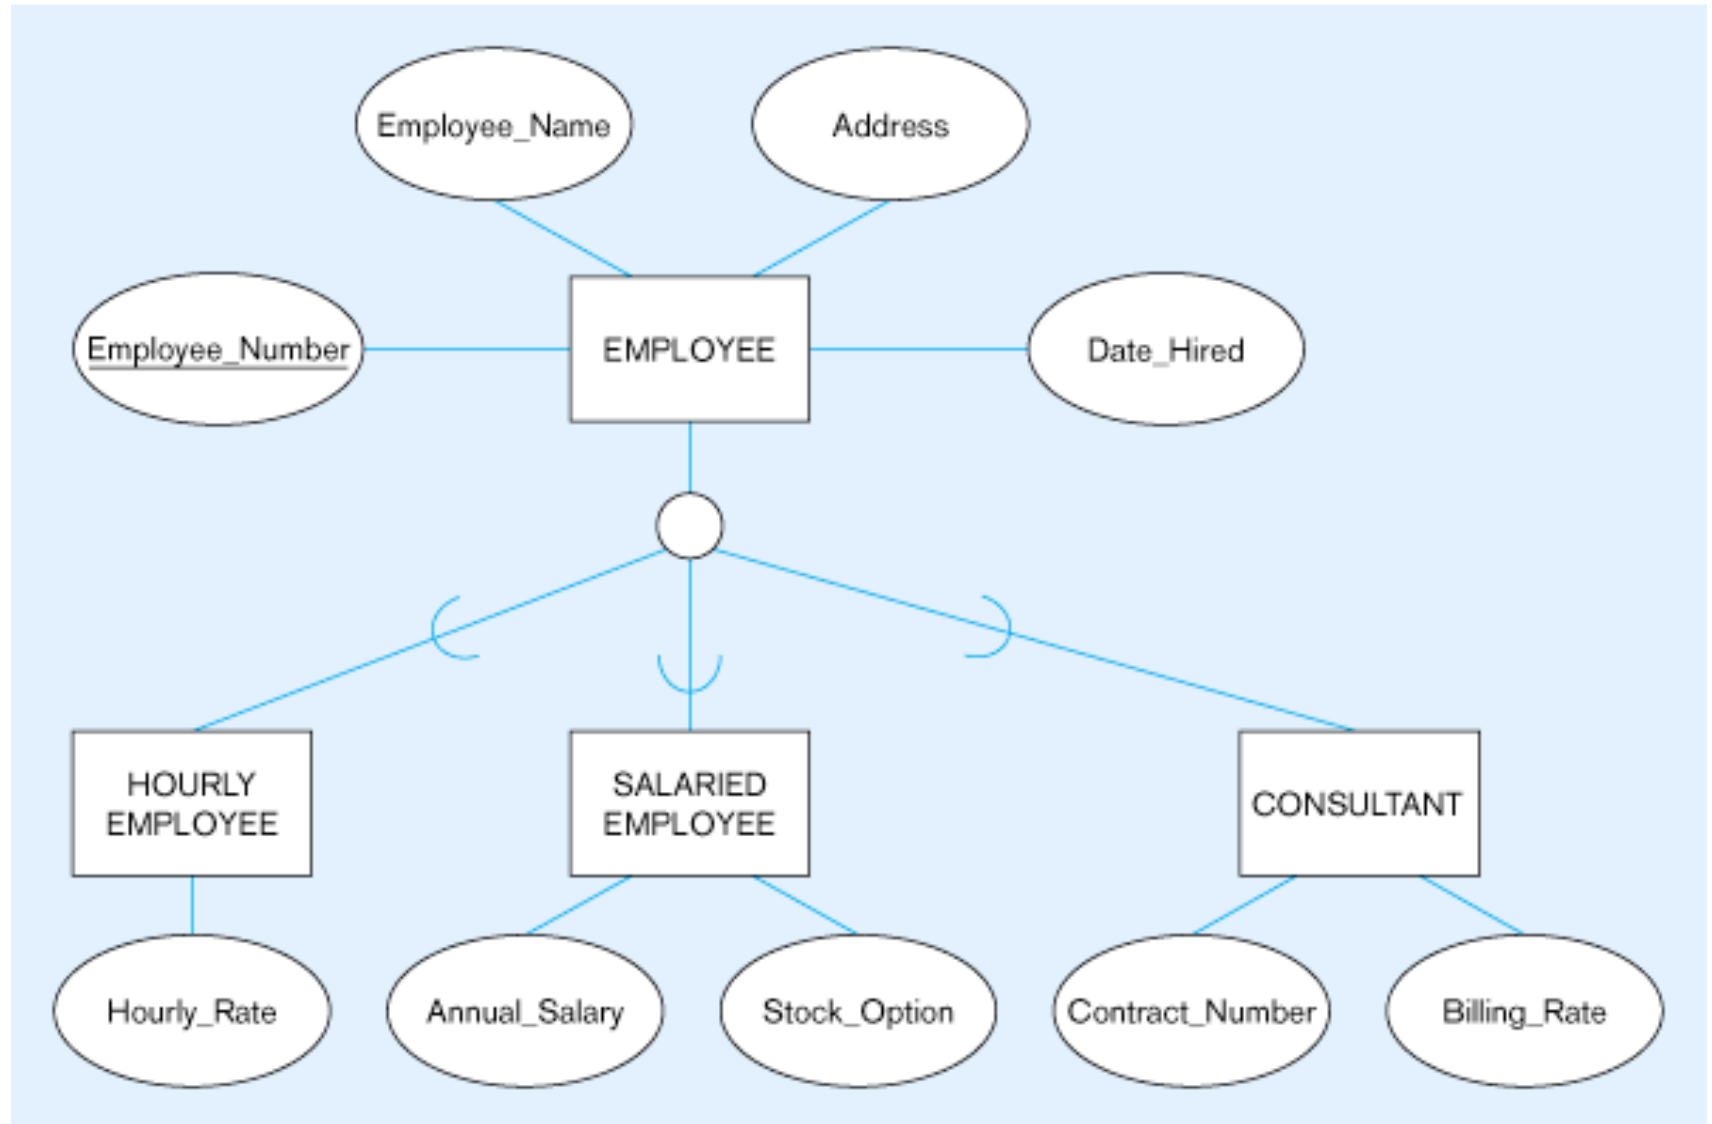 Employee_Name
Address
Employee_Number
EMPLOYEE
Date_Hired
HOURLY
EMPLOYEE
SALARIED
EMPLOYEE
CONSULTANT
Hourly_Rate
Annual_Salary
Stock_Option
Contract_Number
Billing_Rate